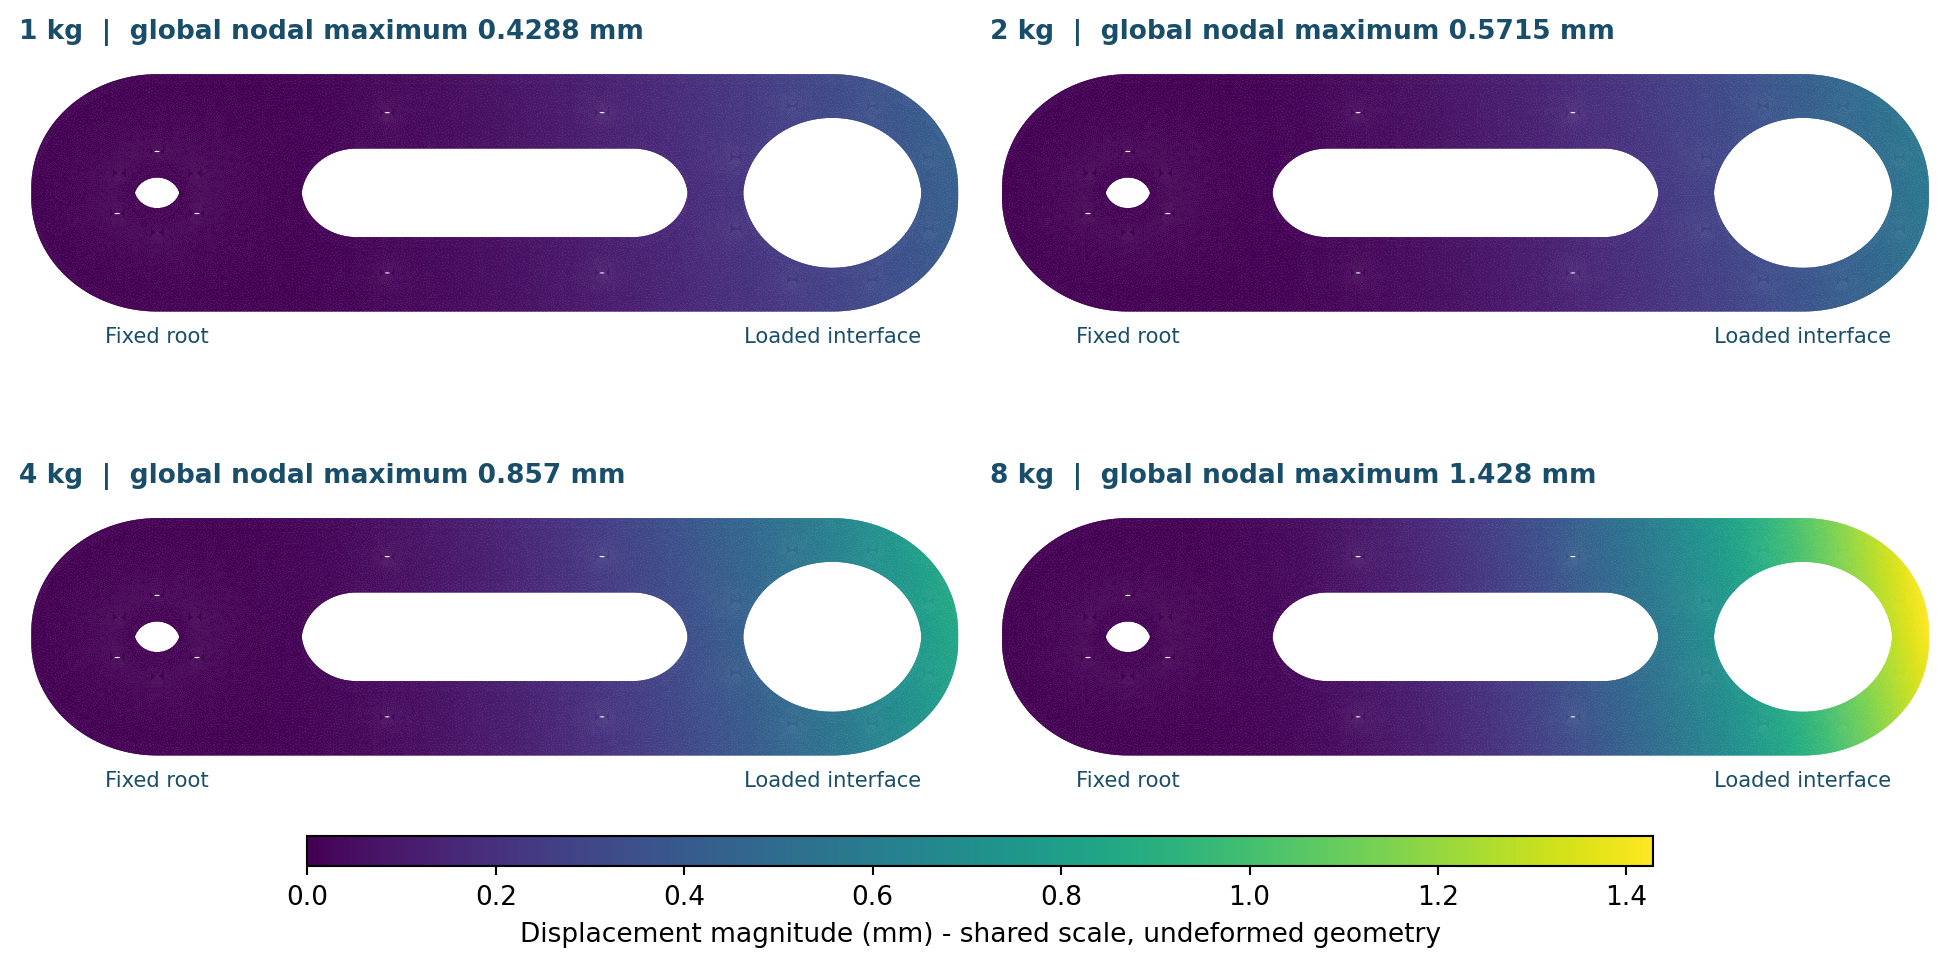 1 kg | global nodal maximum 0.4288 mm
2 kg | global nodal maximum 0.5715 mm
Fixed root
Loaded interface
Fixed root
Loaded interface
4 kg | global nodal maximum 0.857 mm
8 kg | global nodal maximum 1.428 mm
Fixed root
Loaded interface
Fixed root
Loaded interface
0.0 0.2 0.4 0.6 0.8 1.0 1.2 1.4
Displacement magnitude (mm) - shared scale, undeformed geometry